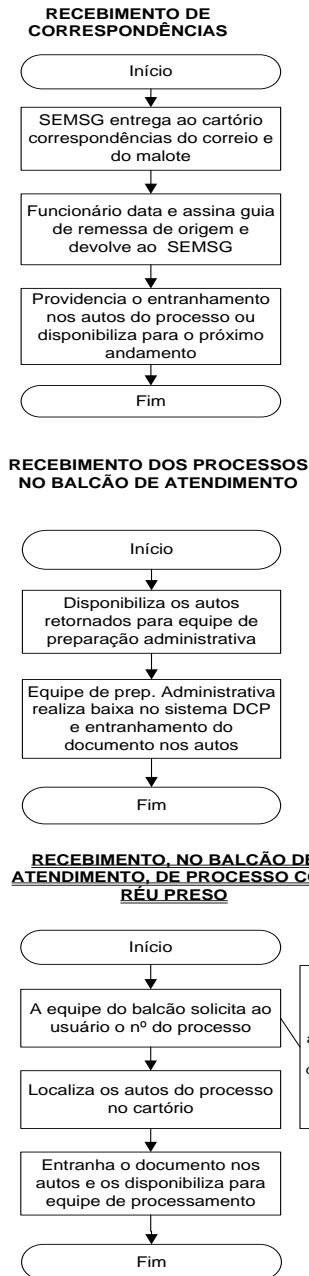 RECEBIMENTO DE
CORRESPONDÊNCIAS
Início
SEMSG entrega ao cartório
correspondências do correio e
do malote
Funcionário data e assina guia
de remessa de origem e
devolve ao SEMSG
Providencia o entranhamento
nos autos do processo ou
disponibiliza para o próximo
andamento
Fim
RECEBIMENTO DOS PROCESSOS
NO BALCÃO DE ATENDIMENTO
Início
Disponibiliza os autos
retornados para equipe de
preparação administrativa
Equipe de prep. Administrativa
realiza baixa no sistema DCP
e entranhamento do
documento nos autos
Fim
RECEBIMENTO, NO BALCÃO DE
ATENDIMENTO, DE PROCESSO CO
RÉU PRESO
Início
A equipe do balcão solicita ao
usuário o nº do processo
Localiza os autos do processo
no cartório
Entranha o documento nos
autos e os disponibiliza para
equipe de processamento
Fim